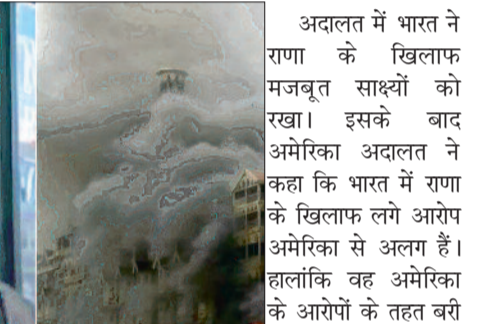 अदालत में भारत ने
राणा के खिलाफ
मजबूत साक्ष्यों को
रखा। इसके बाद
अमेरिका अदालत ने
कहा कि भारत में राणा
के खिलाफ लगे आरोप
अमेरिका से अलग हैं।
हालांकि वह अमेरिका
के आरोपों के तहत बरी